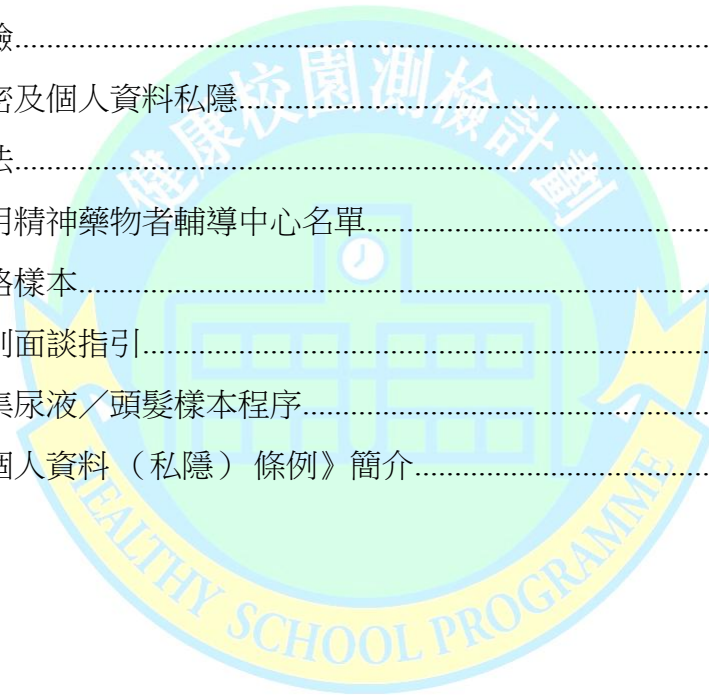 驗................................................................
密及個人資料私隱................................................................
法................................................................
用精神藥物者輔導中心名單................................................................
格樣本................................................................
別面談指引................................................................
集尿液／頭髮樣本程序................................................................
個人資料 （私隱） 條例》簡介................................................................
健康校園測檢計劃
HEALTHY SCHOOL PROGRAMME